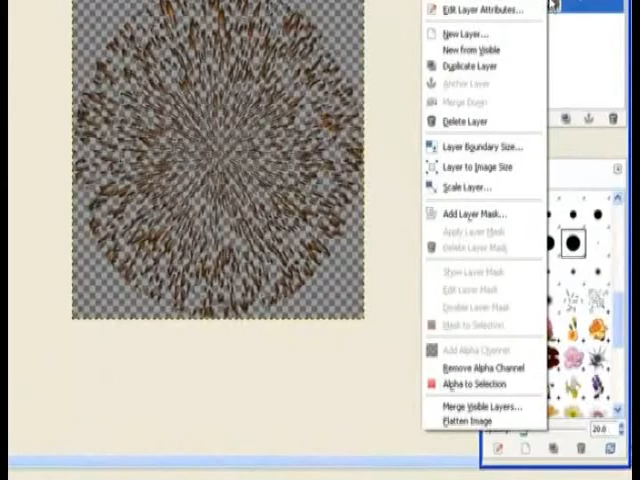 Edit Layer Attributes...
New Layer...
New from Visible
Duplicate Layer
Anchor Layer
Merge Down
Delete Layer
Layer Boundary Size...
Layer to Image Size
Scale Layer...
Add Layer Mask...
Apply Layer Mask
Delete Layer Mask
Show Layer Mask
Edit Layer Mask
Disable Layer Mask
Mask to Selection
Add Alpha Channel
Remove Alpha Channel
Alpha to Selection
Merge Visible Layers...
Flatten Image
20.0